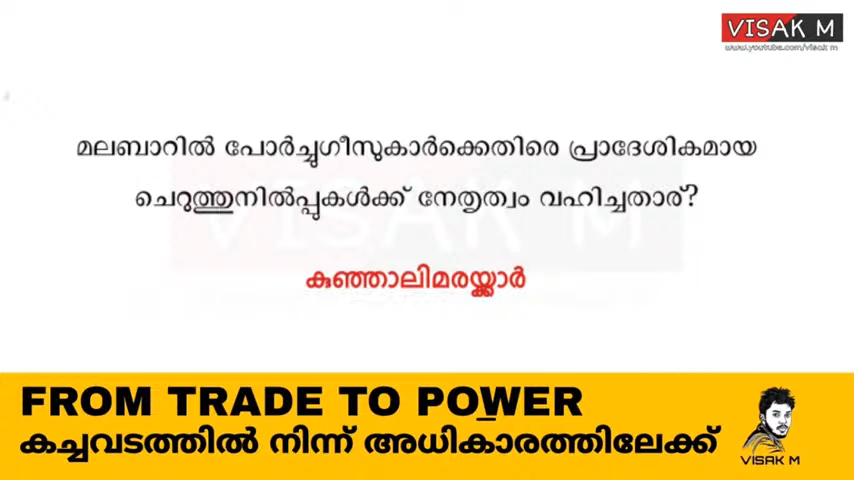 VISAK M
www.youtube.com/visak m
മലബാറിൽ പോർച്ചുഗീസുകാർക്കെതിരെ പ്രാദേശികമായ
ചെറുത്തുനിൽപ്പുകൾക്ക് നേതൃത്വം വഹിച്ചതാര്?
VISAK M
കുഞ്ഞാലിമരയ്ക്കാർ
FROM TRADE TO POWER
കച്ചവടത്തിൽ നിന്ന് അധികാരത്തിലേക്ക്
VISAK M